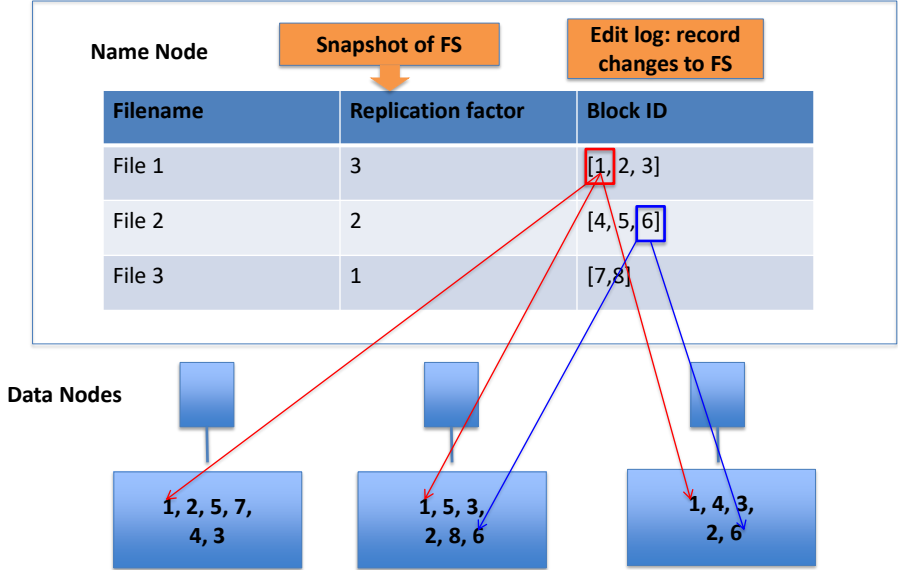 Name Node
Snapshot of FS
Edit log: record
changes to FS
Filename Replication factor Block ID
File 1 3 [1, 2, 3]
File 2 2 [4, 5, 6]
File 3 1 [7,8]
Data Nodes
1, 2, 5, 7,
4, 3
1, 5, 3,
2, 8, 6
1, 4, 3,
2, 6